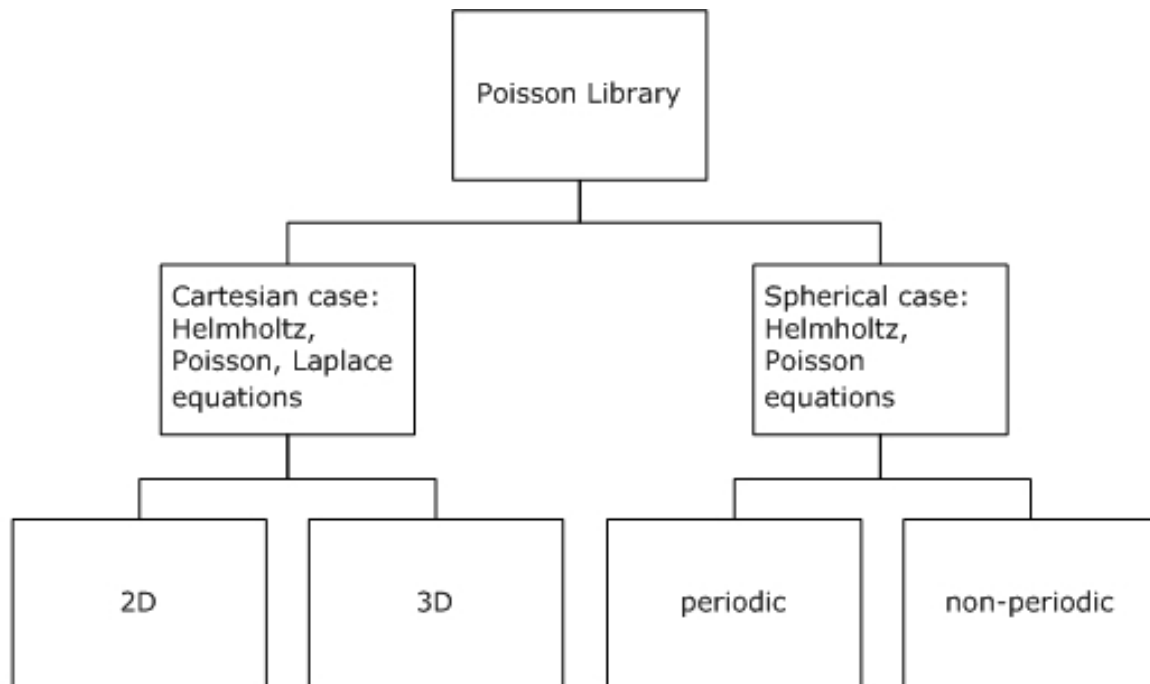 Poisson Library
Cartesian case:
Helmholtz,
Poisson, Laplace
equations
Spherical case:
Helmholtz,
Poisson
equations
2D
3D
periodic
non-periodic